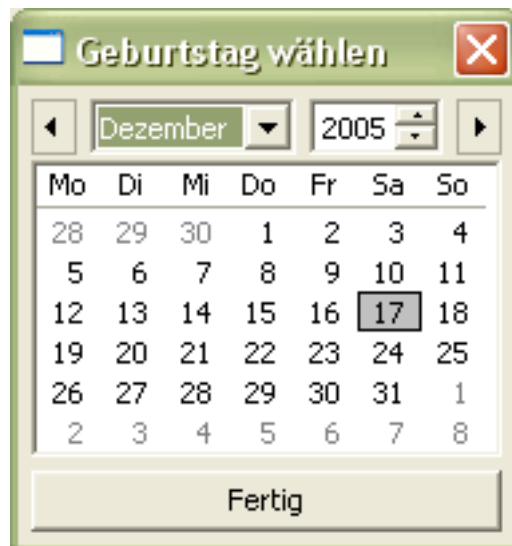 Geburtstag wählen
Dezember 2005
Mo Di Mi Do Fr Sa So
28 29 30 1 2 3 4
5 6 7 8 9 10 11
12 13 14 15 16 17 18
19 20 21 22 23 24 25
26 27 28 29 30 31 1
2 3 4 5 6 7 8
Fertig